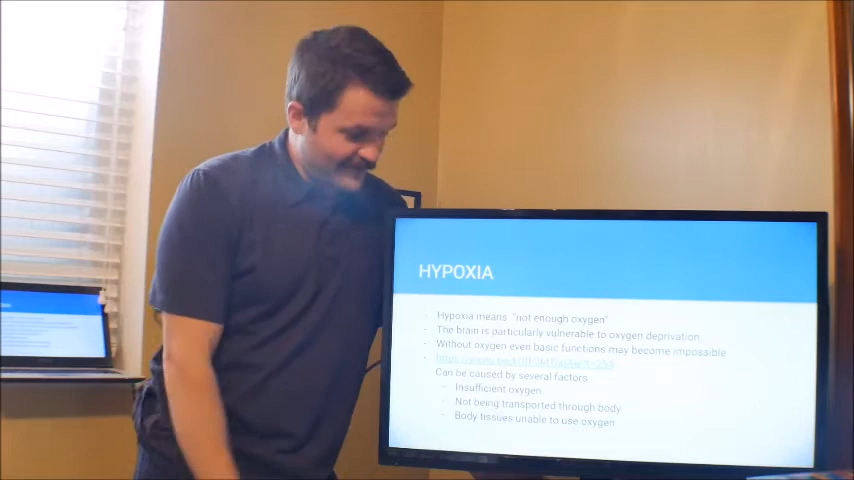 HYPOXIA
- Hypoxia means "not enough oxygen"
- The brain is particularly vulnerable to oxygen deprivation
- Without oxygen even basic functions may become impossible
Can be caused by several factors
- Insufficient oxygen
- Not being transported through body
- Body tissues unable to use oxygen